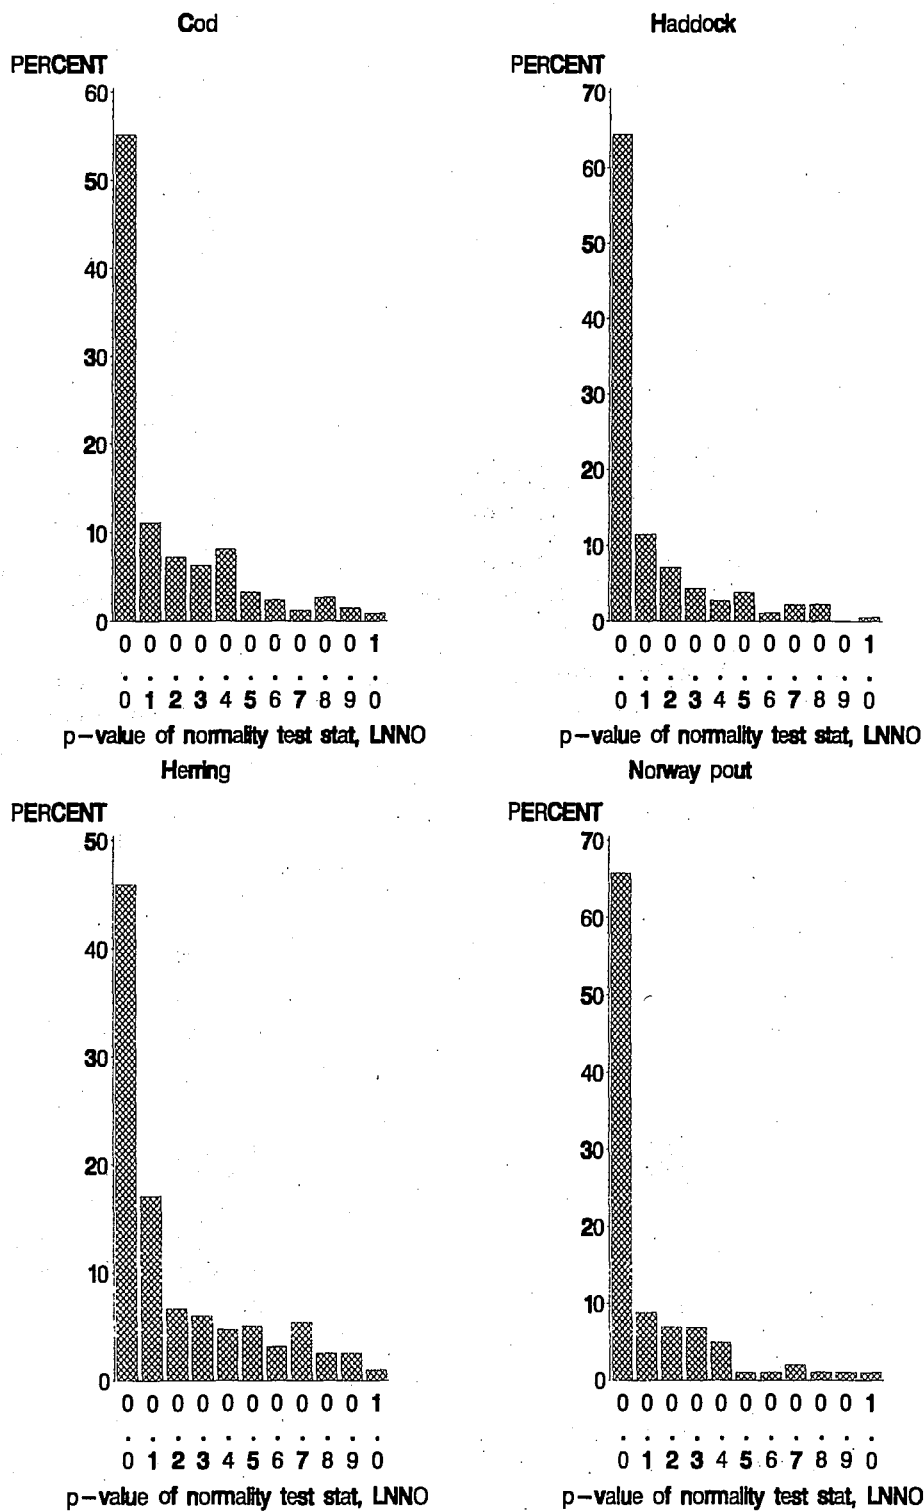 Cod
PERCENT
60
50
40
30
20
10
0
0 0 0 0 0 0 0 0 0 0 1
. . . . . . . . . . .
0 1 2 3 4 5 6 7 8 9 0
p-value of normality test stat, LNNO
Haddock
PERCENT
70
60
50
40
30
20
10
0
0 0 0 0 0 0 0 0 0 0 1
. . . . . . . . . . .
0 1 2 3 4 5 6 7 8 9 0
p-value of normality test stat, LNNO
Herring
PERCENT
50
40
30
20
10
0
0 0 0 0 0 0 0 0 0 0 1
. . . . . . . . . . .
0 1 2 3 4 5 6 7 8 9 0
p-value of normality test stat, LNNO
Norway pout
PERCENT
70
60
50
40
30
20
10
0
0 0 0 0 0 0 0 0 0 0 1
. . . . . . . . . . .
0 1 2 3 4 5 6 7 8 9 0
p-value of normality test stat, LNNO